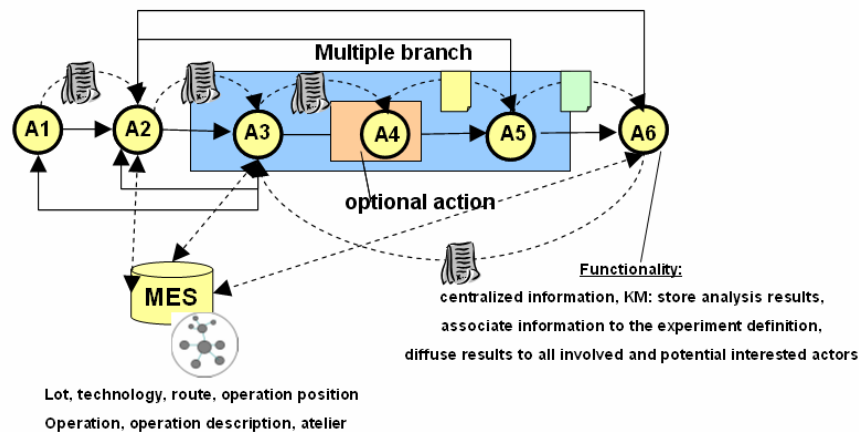 Multiple branch
A1
A2
A3
A4
A5
A6
optional action
MES
Functionality:
centralized information, KM: store analysis results,
associate information to the experiment definition,
diffuse results to all involved and potential interested actors
Lot, technology, route, operation position
Operation, operation description, atelier